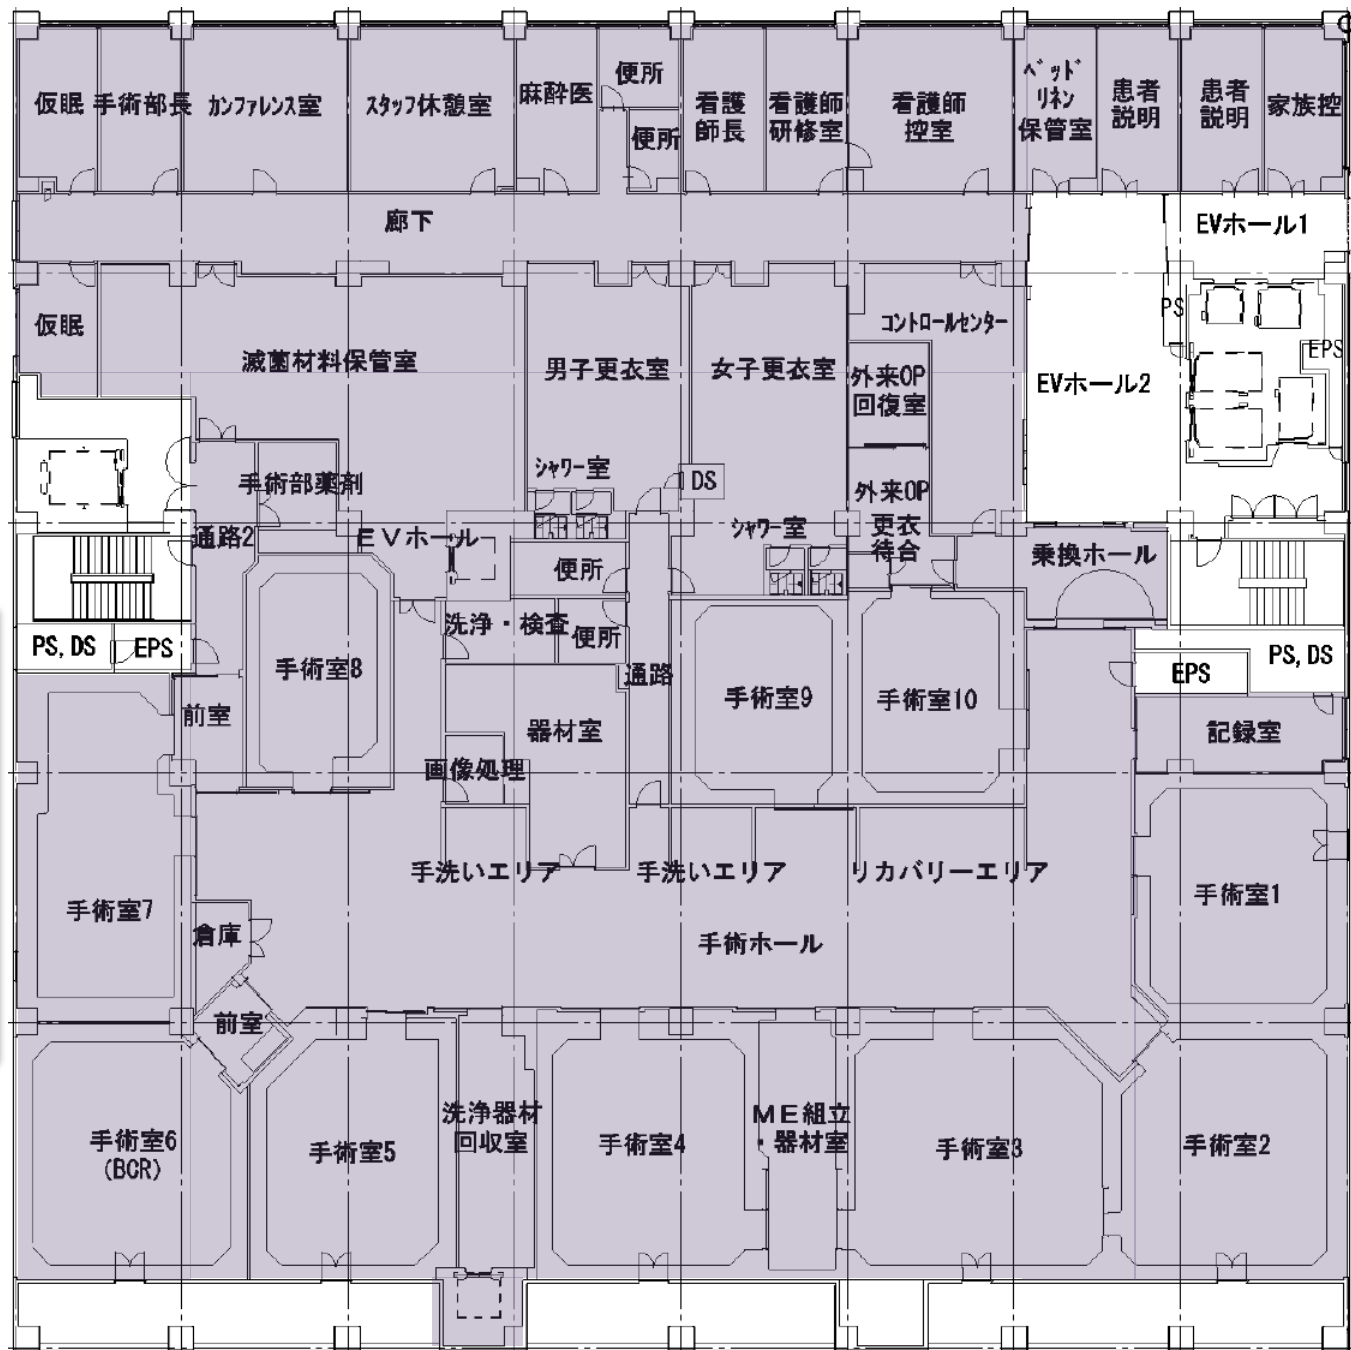 仮眠
手術部長
ｶﾝﾌｧﾚﾝｽ室
ｽﾀｯﾌ休憩室
麻酔医
便所
便所
看護
師長
看護師
研修室
看護師
控室
ﾍﾞｯﾄﾞ
ﾘﾈﾝ
保管室
患者
説明
患者
説明
家族控
廊下
EVホール1
仮眠
滅菌材料保管室
男子更衣室
女子更衣室
ｺﾝﾄﾛｰﾙｾﾝﾀｰ
外来OP
回復室
EVホール2
PS
EPS
手術部薬剤
ｼｬﾜｰ室
DS
外来OP
更衣
待合
通路2
ＥＶホール
ｼｬﾜｰ室
便所
乗換ホール
PS, DS
EPS
洗浄・検査
便所
手術室8
通路
手術室9
手術室10
EPS
PS, DS
前室
器材室
記録室
画像処理
手洗いエリア
手洗いエリア
リカバリーエリア
手術室7
手術室1
倉庫
手術ホール
前室
手術室6
(BCR)
手術室5
洗浄器材
回収室
手術室4
ＭＥ組立
・器材室
手術室3
手術室2